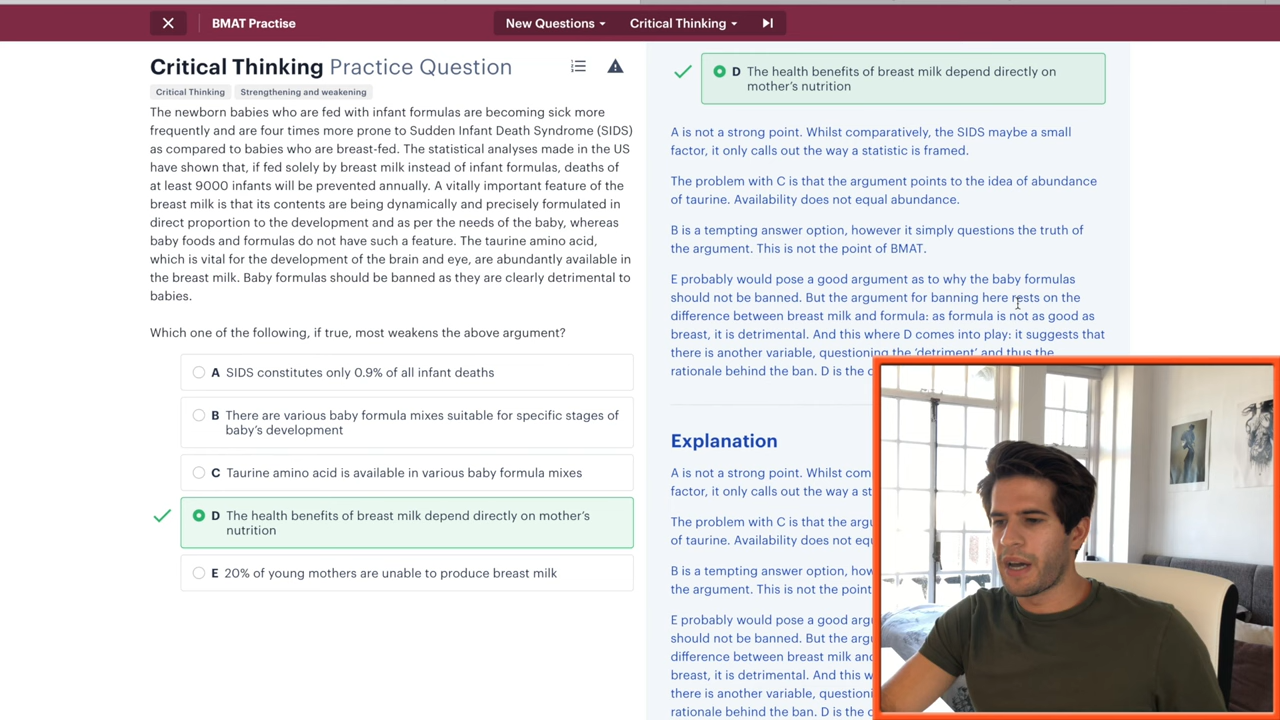 BMAT Practise
New Questions
Critical Thinking
Critical Thinking Practice Question
Critical Thinking
Strengthening and weakening
The newborn babies who are fed with infant formulas are becoming sick more
frequently and are four times more prone to Sudden Infant Death Syndrome (SIDS)
as compared to babies who are breast-fed. The statistical analyses made in the US
have shown that, if fed solely by breast milk instead of infant formulas, deaths of
at least 9000 infants will be prevented annually. A vitally important feature of the
breast milk is that its contents are being dynamically and precisely formulated in
direct proportion to the development and as per the needs of the baby, whereas
baby foods and formulas do not have such a feature. The taurine amino acid,
which is vital for the development of the brain and eye, are abundantly available in
the breast milk. Baby formulas should be banned as they are clearly detrimental to
babies.
Which one of the following, if true, most weakens the above argument?
A SIDS constitutes only 0.9% of all infant deaths
B There are various baby formula mixes suitable for specific stages of
baby's development
C Taurine amino acid is available in various baby formula mixes
D The health benefits of breast milk depend directly on mother's
nutrition
E 20% of young mothers are unable to produce breast milk
D The health benefits of breast milk depend directly on
mother's nutrition
A is not a strong point. Whilst comparatively, the SIDS maybe a small
factor, it only calls out the way a statistic is framed.
The problem with C is that the argument points to the idea of abundance
of taurine. Availability does not equal abundance.
B is a tempting answer option, however it simply questions the truth of
the argument. This is not the point of BMAT.
E probably would pose a good argument as to why the baby formulas
should not be banned. But the argument for banning here rests on the
difference between breast milk and formula: as formula is not as good as
breast, it is detrimental. And this where D comes into play: it suggests that
there is another variable, questioning the 'detriment' and thus the
rationale behind the ban. D is the
Explanation
A is not a strong point. Whilst
factor, it only calls out the way a
The problem with C is that the
of taurine. Availability does not
B is a tempting answer option,
the argument. This is not the point
E probably would pose a good
should not be banned. But the
difference between breast milk
breast, it is detrimental. And this
there is another variable,
rationale behind the ban. D is the